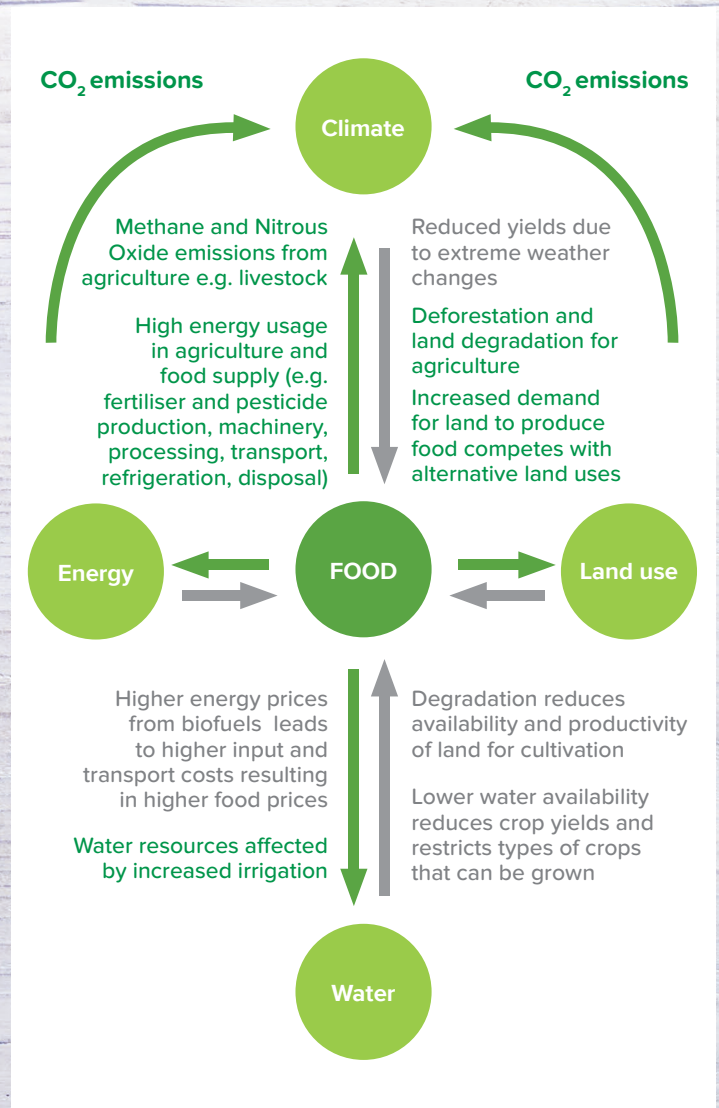 CO₂ emissions
CO₂ emissions
Climate
Methane and Nitrous
Oxide emissions from
agriculture e.g. livestock
High energy usage
in agriculture and
food supply (e.g.
fertiliser and pesticide
production, machinery,
processing, transport,
refrigeration, disposal)
Reduced yields due
to extreme weather
changes
Deforestation and
land degradation for
agriculture
Increased demand
for land to produce
food competes with
alternative land uses
Energy
FOOD
Land use
Higher energy prices
from biofuels leads
to higher input and
transport costs resulting
in higher food prices
Water resources affected
by increased irrigation
Degradation reduces
availability and productivity
of land for cultivation
Lower water availability
reduces crop yields and
restricts types of crops
that can be grown
Water